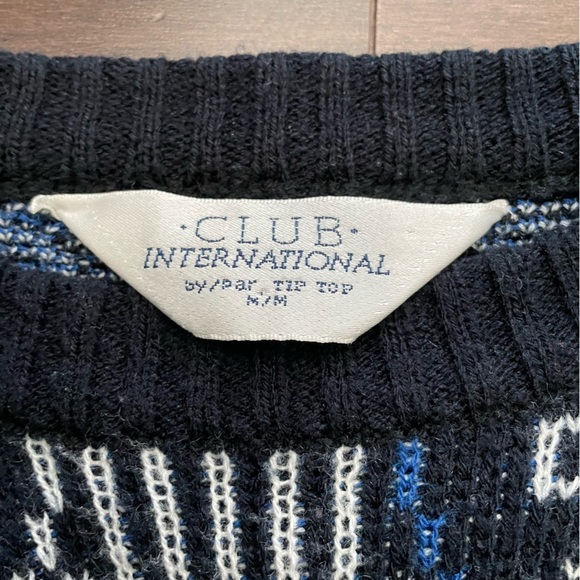 ·CLUB·
INTERNATIONAL
by/Par. TIP TOP
M/M